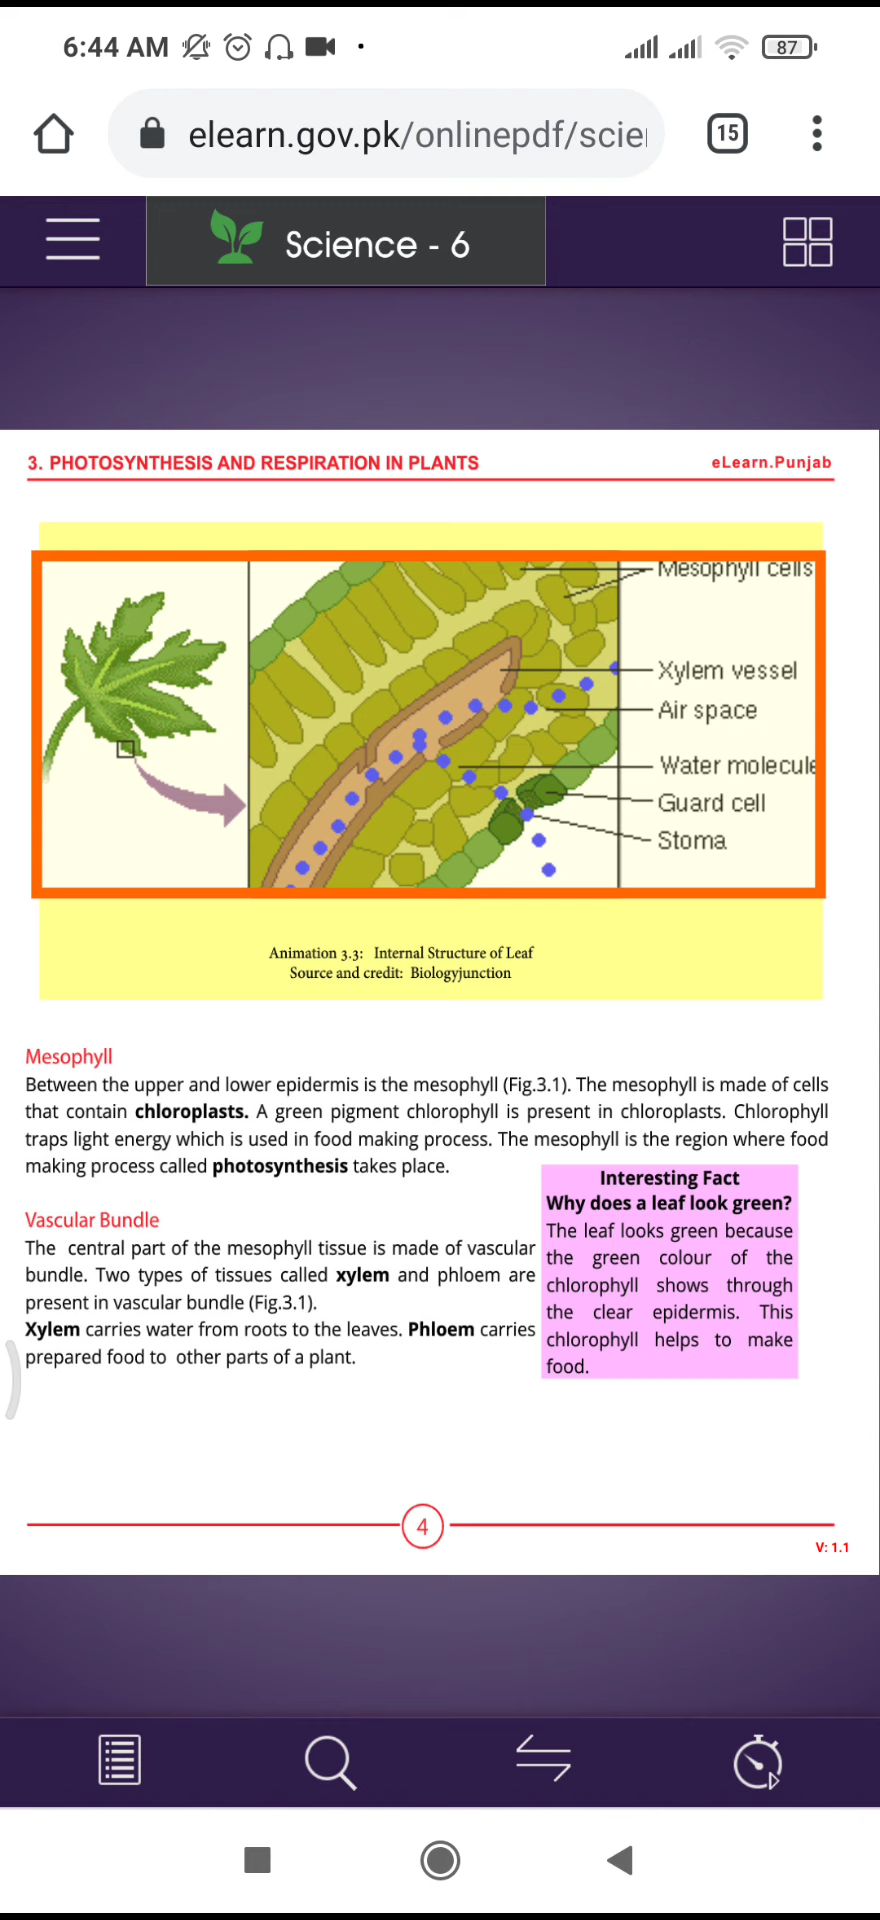 6:44 AM
87
elearn.gov.pk/onlinepdf/scie
15
Science - 6
3. PHOTOSYNTHESIS AND RESPIRATION IN PLANTS
eLearn.Punjab
Mesophyll cells
Xylem vessel
Air space
Water molecule
Guard cell
Stoma
Animation 3.3: Internal Structure of Leaf
Source and credit: Biologyjunction
Mesophyll
Between the upper and lower epidermis is the mesophyll (Fig.3.1). The mesophyll is made of cells
that contain chloroplasts. A green pigment chlorophyll is present in chloroplasts. Chlorophyll
traps light energy which is used in food making process. The mesophyll is the region where food
making process called photosynthesis takes place.
Vascular Bundle
The central part of the mesophyll tissue is made of vascular
bundle. Two types of tissues called xylem and phloem are
present in vascular bundle (Fig.3.1).
Xylem carries water from roots to the leaves. Phloem carries
prepared food to other parts of a plant.
Interesting Fact
Why does a leaf look green?
The leaf looks green because
the green colour of the
chlorophyll shows through
the clear epidermis. This
chlorophyll helps to make
food.
4
V: 1.1